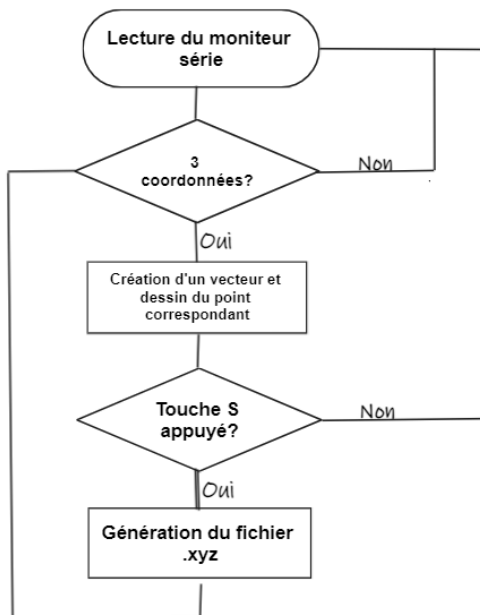 Lecture du moniteur
série
3
coordonnées?
Non
Oui
Création d'un vecteur et
dessin du point
correspondant
Touche S
appuyé?
Non
Oui
Génération du fichier
.xyz